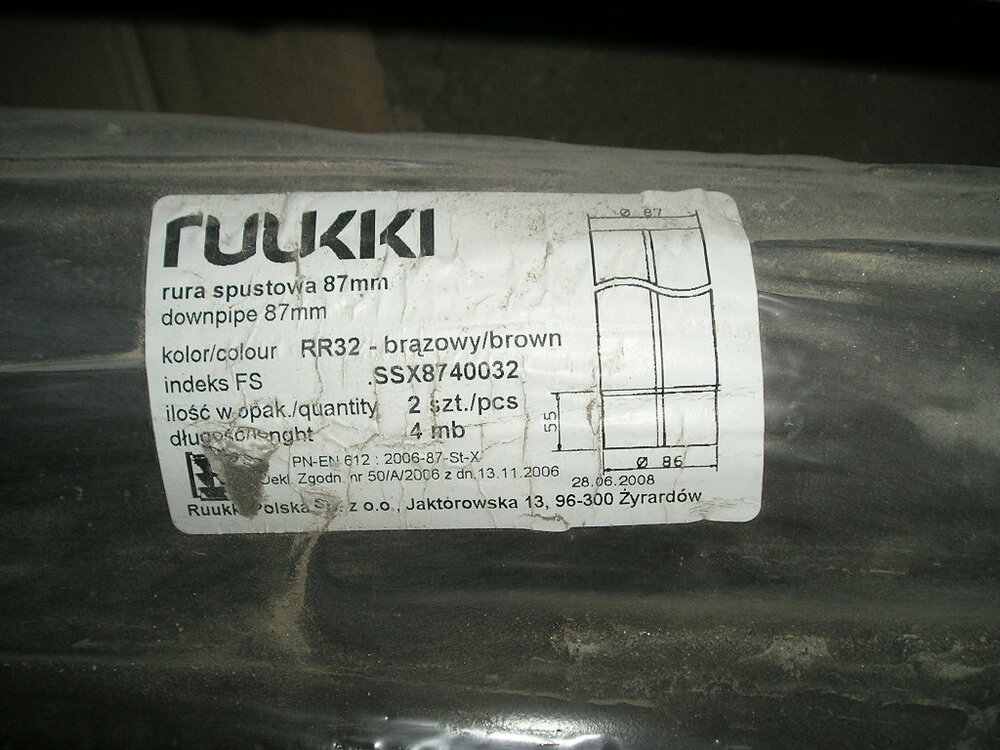 ruukki
rura spustowa 87mm
downpipe 87mm
kolor/colour RR32 - brązowy/brown
indeks FS .SSX8740032
ilość w opak./quantity 2 szt./pcs
długość/lenght 4 mb
PN-EN 612 : 2006-87-St-X
Dekl. Zgodn. nr 50/A/2006 z dn.13.11.2006
28.06.2008
Ruukki Polska Sp. z o.o., Jaktorowska 13, 96-300 Żyrardów
Ø 87
55
Ø 86